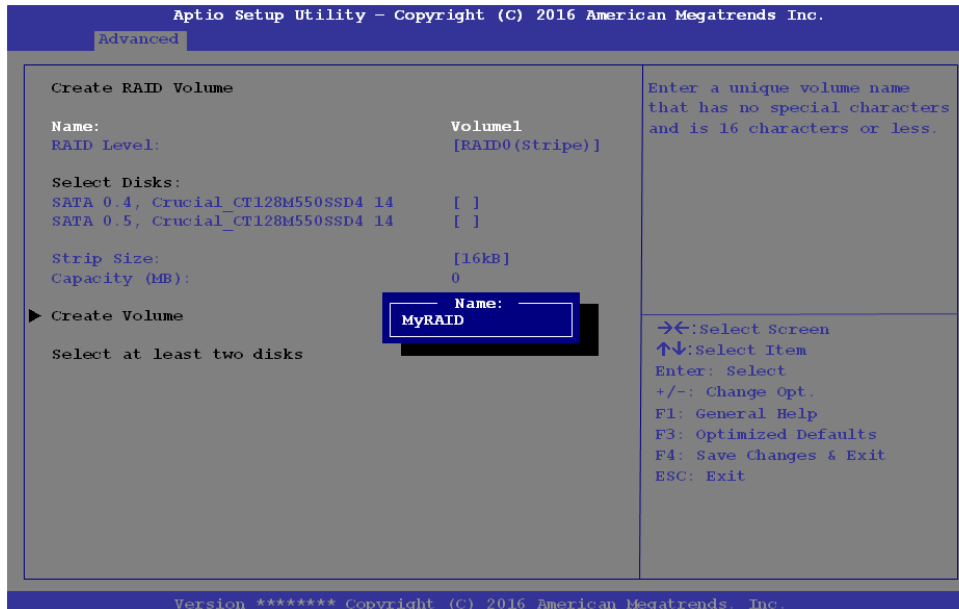 Aptio Setup Utility – Copyright (C) 2016 American Megatrends Inc.
Advanced
Create RAID Volume
Name: Volume1
RAID Level: [RAID0(Stripe)]
Select Disks:
SATA 0.4, Crucial_CT128M550SSD4 14 [ ]
SATA 0.5, Crucial_CT128M550SSD4 14 [ ]
Strip Size: [16kB]
Capacity (MB): 0
▶ Create Volume
Select at least two disks
Name:
MyRAID
Enter a unique volume name
that has no special characters
and is 16 characters or less.
→←:Select Screen
↑↓:Select Item
Enter: Select
+/-: Change Opt.
F1: General Help
F3: Optimized Defaults
F4: Save Changes & Exit
ESC: Exit
Version ******** Copyright (C) 2016 American Megatrends, Inc.